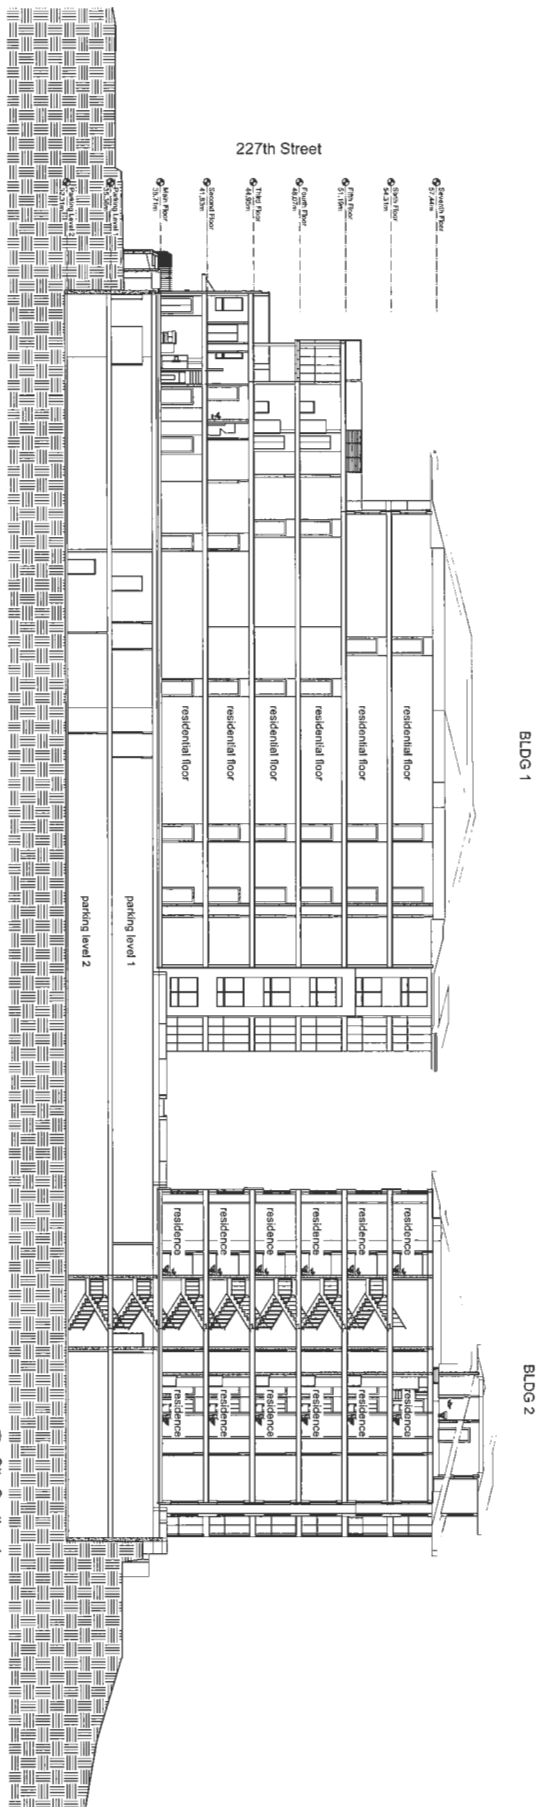 BLDG 1
BLDG 2
227th Street
Seventh Floor
57.44m
Sixth Floor
54.31m
Fifth Floor
51.19m
Fourth Floor
48.07m
Third Floor
44.95m
Second Floor
41.83m
Main Floor
38.71m
Parking Level 1
Parking Level 2
residential floor
residential floor
residential floor
residential floor
residential floor
residential floor
parking level 1
parking level 2
residence
residence
residence
residence
residence
residence
residence
residence
residence
residence
residence
residence